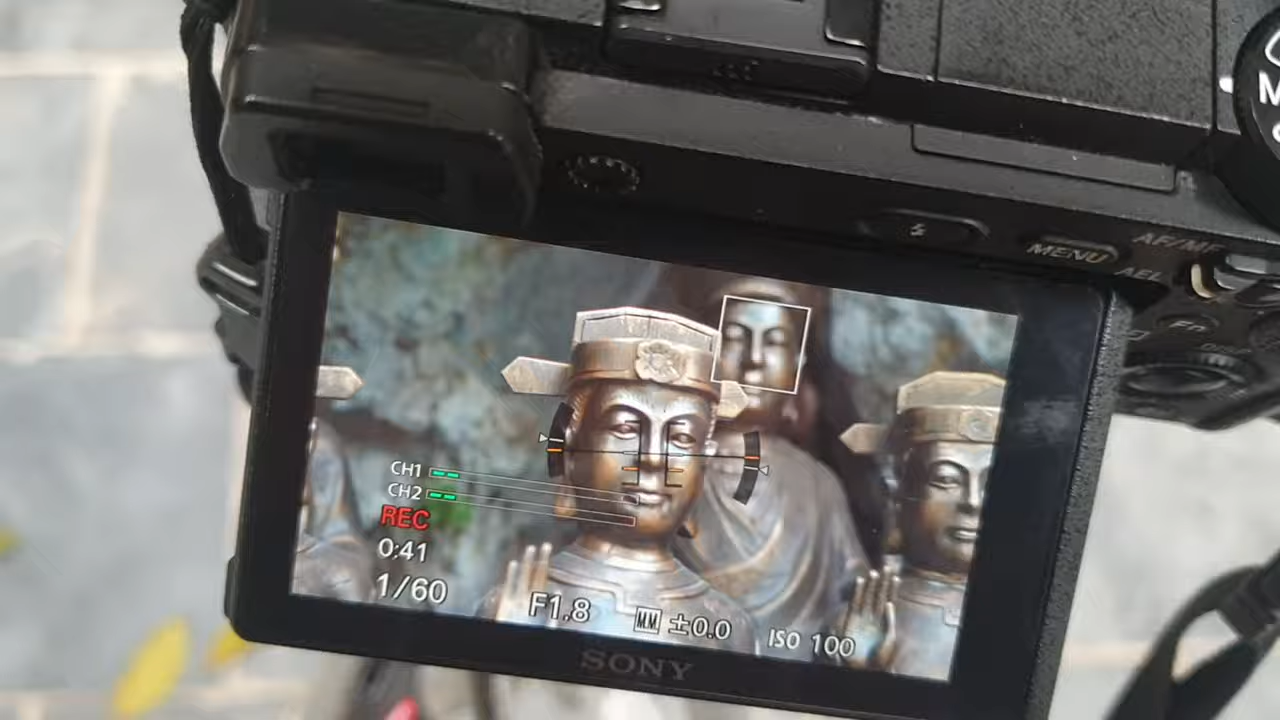 M
MENU
AF/MF
AEL
Fn
CH1
CH2
REC
0:41
1/60
F1.8
M.M.
±0.0
ISO 100
SONY